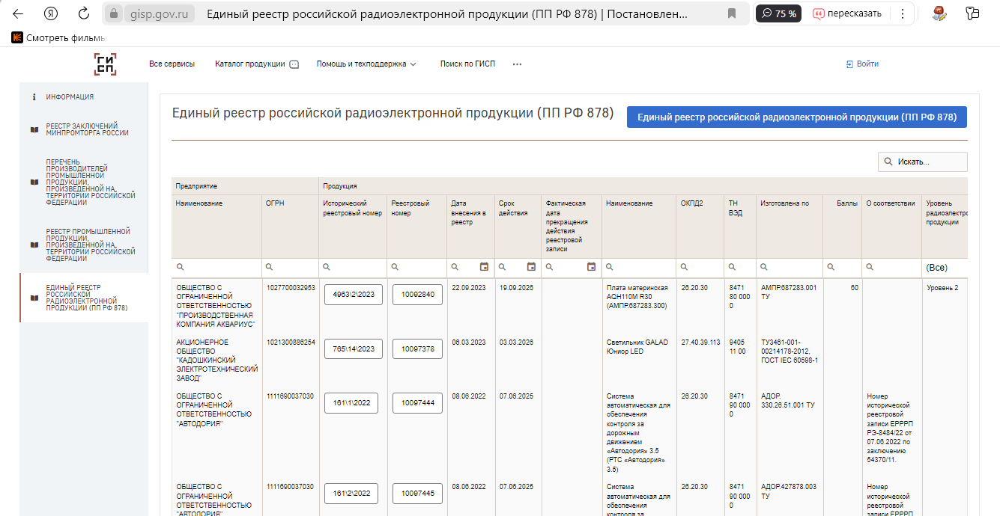 gisp.gov.ru
Единый реестр российской радиоэлектронной продукции (ПП РФ 878) | Постановлен...
75 %
пересказать
Смотреть фильмы
ГИ
СП
Все сервисы
Каталог продукции
Помощь и техподдержка
Поиск по ГИСП
Войти
ИНФОРМАЦИЯ
РЕЕСТР ЗАКЛЮЧЕНИЙ
МИНПРОМТОРГА РОССИИ
ПЕРЕЧЕНЬ
ПРОИЗВОДИТЕЛЕЙ
ПРОМЫШЛЕННОЙ
ПРОДУКЦИИ,
ПРОИЗВЕДЕННОЙ НА
ТЕРРИТОРИИ РОССИЙСКОЙ
ФЕДЕРАЦИИ
РЕЕСТР ПРОМЫШЛЕННОЙ
ПРОДУКЦИИ,
ПРОИЗВЕДЕННОЙ НА
ТЕРРИТОРИИ РОССИЙСКОЙ
ФЕДЕРАЦИИ
ЕДИНЫЙ РЕЕСТР
РОССИЙСКОЙ
РАДИОЭЛЕКТРОННОЙ
ПРОДУКЦИИ (ПП РФ 878)
Единый реестр российской радиоэлектронной продукции (ПП РФ 878)
Единый реестр российской радиоэлектронной продукции (ПП РФ 878)
Искать...
Предприятие
Продукция
Наименование
ОГРН
Исторический
реестровый номер
Реестровый
номер
Дата
внесения в
реестр
Срок
действия
Фактическая
дата
прекращения
действия
реестровой
записи
Наименование
ОКПД2
ТН
ВЭД
Изготовлена по
Баллы
О соответствии
Уровень
радиоэлектро
продукции
(Все)
ОБЩЕСТВО С
ОГРАНИЧЕННОЙ
ОТВЕТСТВЕННОСТЬЮ
"ПРОИЗВОДСТВЕННАЯ
КОМПАНИЯ АКВАРИУС"
1027700032953
4963\2\2023
10092840
22.09.2023
19.09.2026
Плата материнская
AQH110M R30
(АМПР.687283.300)
26.20.30
8471
80 000
0
АМПР.687283.001
ТУ
60
Уровень 2
АКЦИОНЕРНОЕ
ОБЩЕСТВО
"КАДОШКИНСКИЙ
ЭЛЕКТРОТЕХНИЧЕСКИЙ
ЗАВОД"
1021300886254
765\14\2023
10097378
06.03.2023
03.03.2026
Светильник GALAD
Юниор LED
27.40.39.113
9405
11 00
ТУ3461-001-
00214178-2012,
ГОСТ IEC 60598-1
ОБЩЕСТВО С
ОГРАНИЧЕННОЙ
ОТВЕТСТВЕННОСТЬЮ
"АВТОДОРИЯ"
1111690037030
161\1\2022
10097444
08.06.2022
07.06.2025
Система
автоматическая для
обеспечения
контроля за
дорожным
движением
«Автодория» 3.5
(РТС «Автодория»
3.5)
26.20.30
8471
90 000
0
АДОР.
330.26.51.001 ТУ
Номер
исторической
реестровой
записи ЕРРРП
РЭ-8484/22 от
07.06.2022 по
заключению
54370/11.
ОБЩЕСТВО С
ОГРАНИЧЕННОЙ
ОТВЕТСТВЕННОСТЬЮ
"АВТОДОРИЯ"
1111690037030
161\2\2022
10097445
08.06.2022
07.06.2025
Система
автоматическая для
обеспечения
контроля за
26.20.30
8471
90 000
0
АДОР.427878.003
ТУ
Номер
исторической
реестровой
записи ЕРРРП